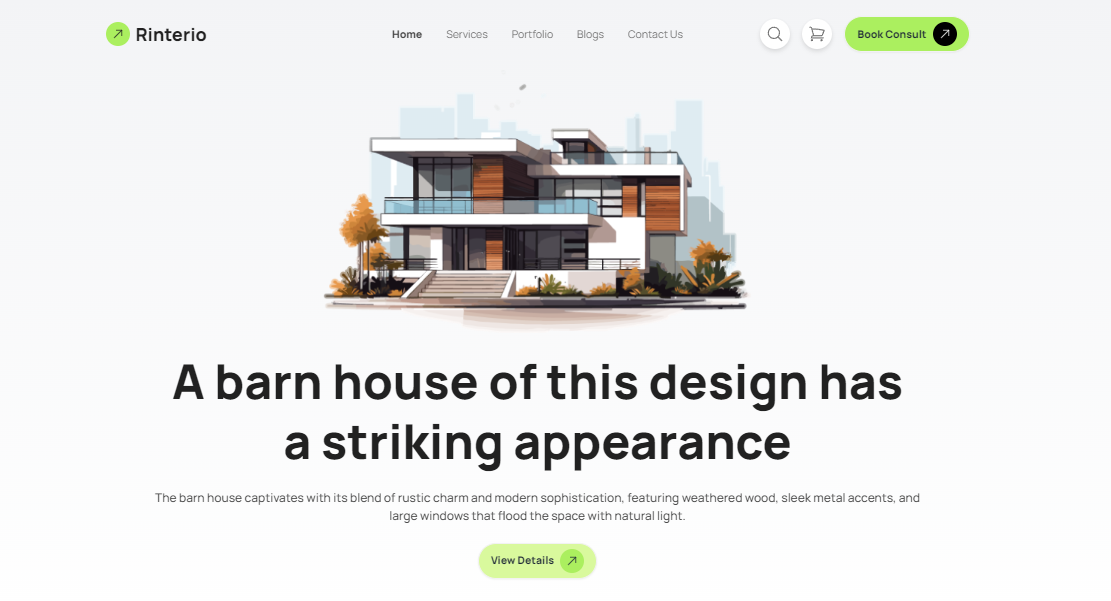 Rinterio
Home
Services
Portfolio
Blogs
Contact Us
Book Consult
A barn house of this design has
a striking appearance
The barn house captivates with its blend of rustic charm and modern sophistication, featuring weathered wood, sleek metal accents, and
large windows that flood the space with natural light.
View Details